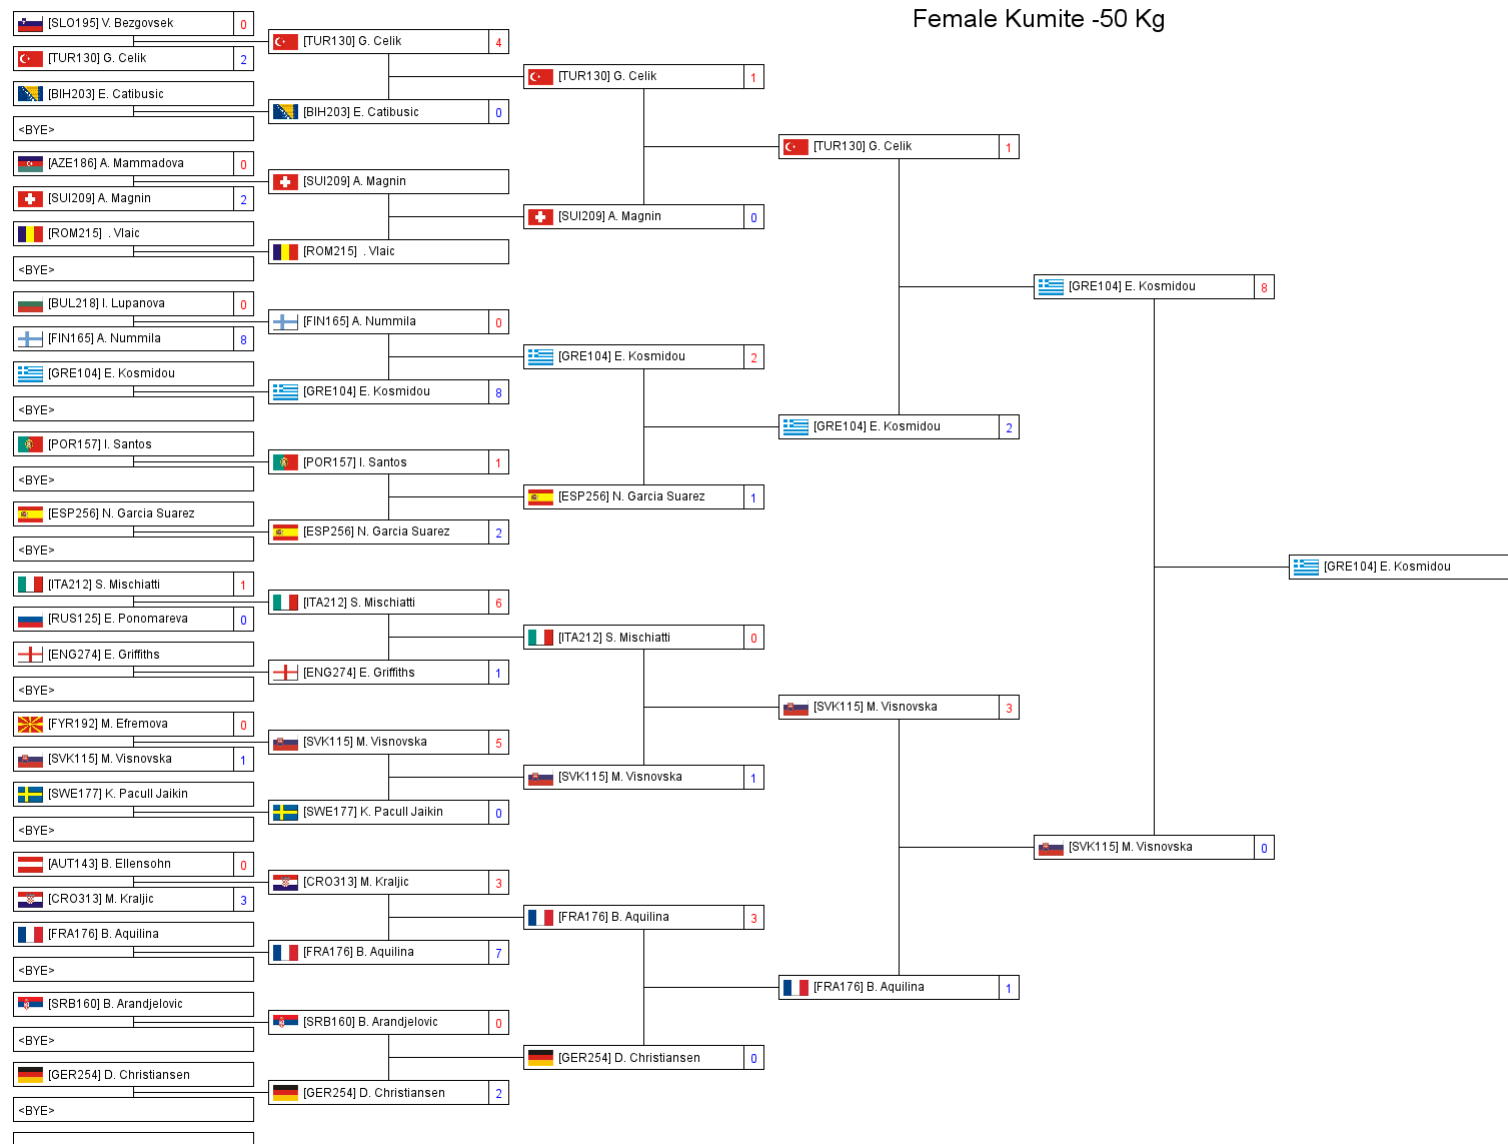 Female Kumite -50 Kg
[SLO195] V. Bezgovsek 0
[TUR130] G. Celik 2
[BIH203] E. Catibusic
<BYE>
[AZE186] A. Mammadova 0
[SUI209] A. Magnin 2
[ROM215] . Vlaic
<BYE>
[BUL218] I. Lupanova 0
[FIN165] A. Nummila 8
[GRE104] E. Kosmidou
<BYE>
[POR157] I. Santos
<BYE>
[ESP256] N. Garcia Suarez
<BYE>
[ITA212] S. Mischiatti 1
[RUS125] E. Ponomareva 0
[ENG274] E. Griffiths
<BYE>
[FYR192] M. Efremova 0
[SVK115] M. Visnovska 1
[SWE177] K. Pacull Jaikin
<BYE>
[AUT143] B. Ellensohn 0
[CRO313] M. Kraljic 3
[FRA176] B. Aquilina
<BYE>
[SRB160] B. Arandjelovic
<BYE>
[GER254] D. Christiansen
<BYE>
[TUR130] G. Celik 4
[BIH203] E. Catibusic 0
[SUI209] A. Magnin
[ROM215] . Vlaic
[FIN165] A. Nummila 0
[GRE104] E. Kosmidou 8
[POR157] I. Santos 1
[ESP256] N. Garcia Suarez 2
[ITA212] S. Mischiatti 6
[ENG274] E. Griffiths 1
[SVK115] M. Visnovska 5
[SWE177] K. Pacull Jaikin 0
[CRO313] M. Kraljic 3
[FRA176] B. Aquilina 7
[SRB160] B. Arandjelovic 0
[GER254] D. Christiansen 2
[TUR130] G. Celik 1
[SUI209] A. Magnin 0
[GRE104] E. Kosmidou 2
[ESP256] N. Garcia Suarez 1
[ITA212] S. Mischiatti 0
[SVK115] M. Visnovska 1
[FRA176] B. Aquilina 3
[GER254] D. Christiansen 0
[TUR130] G. Celik 1
[GRE104] E. Kosmidou 2
[SVK115] M. Visnovska 3
[FRA176] B. Aquilina 1
[GRE104] E. Kosmidou 8
[SVK115] M. Visnovska 0
[GRE104] E. Kosmidou